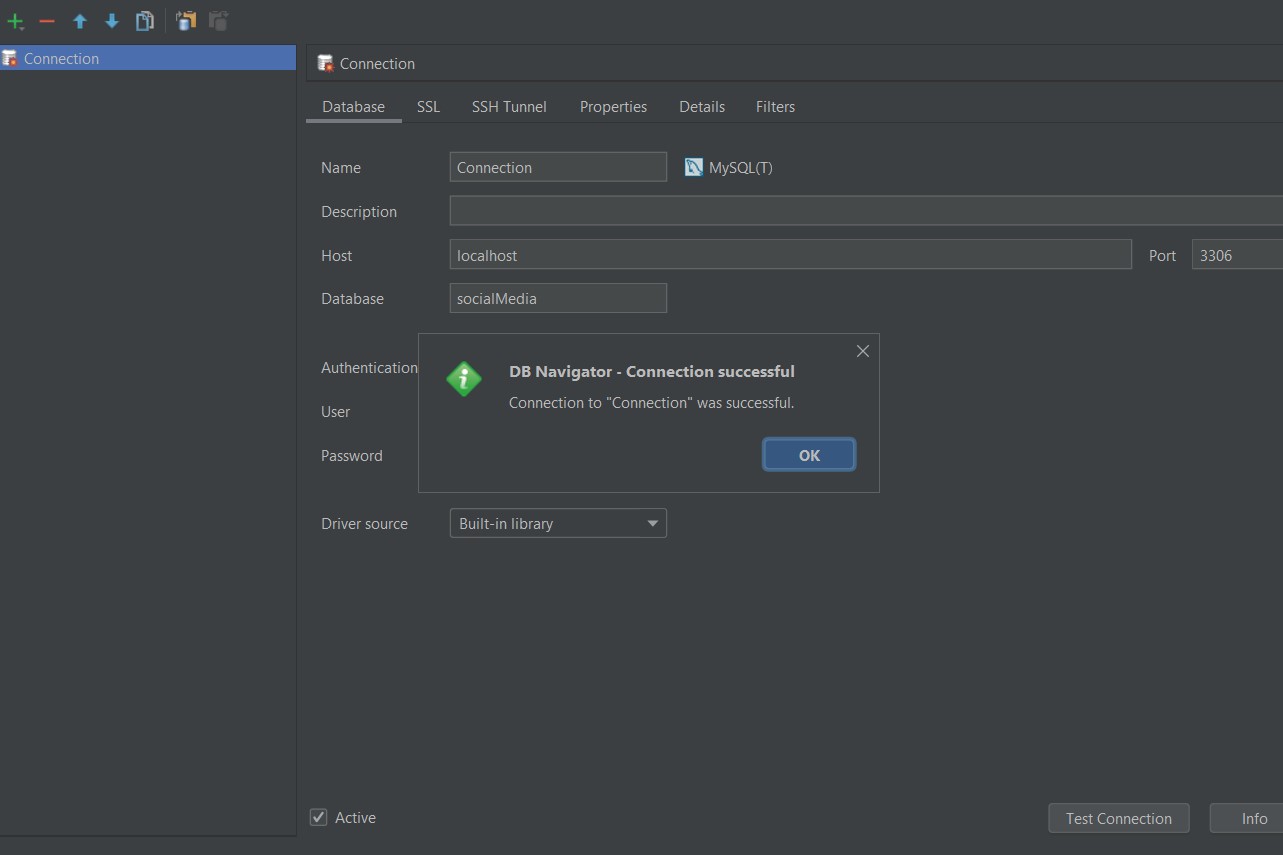 Connection
Connection
Database SSL SSH Tunnel Properties Details Filters
Name Connection MySQL(T)
Description
Host localhost Port 3306
Database socialMedia
Authentication
DB Navigator - Connection successful
Connection to "Connection" was successful.
User
Password
OK
Driver source Built-in library
Active Test Connection Info